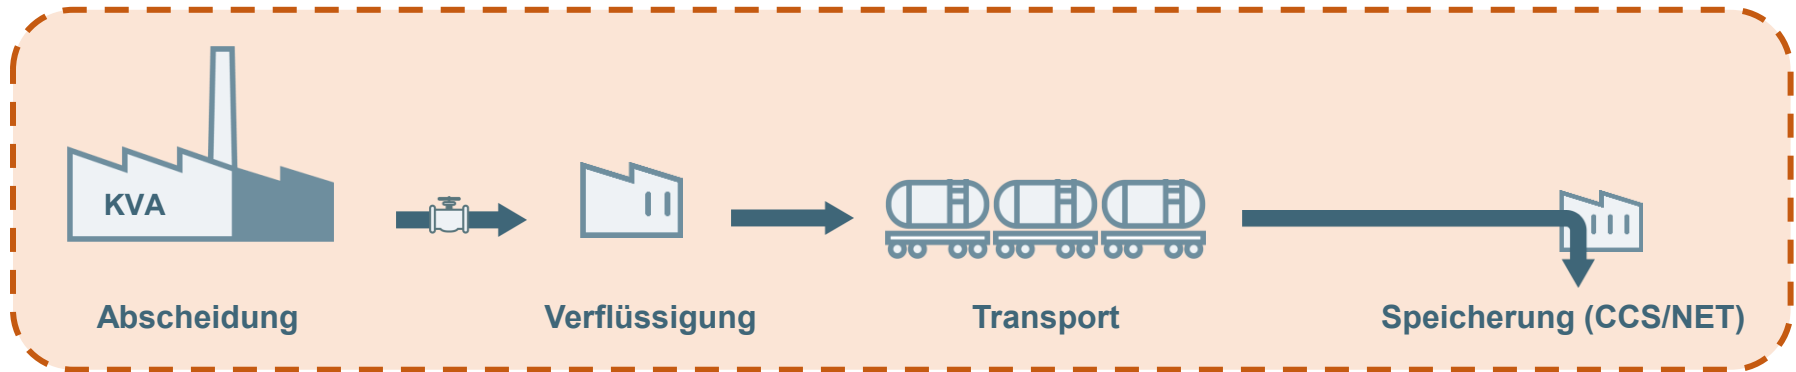 KVA
Abscheidung
Verflüssigung
Transport
Speicherung (CCS/NET)